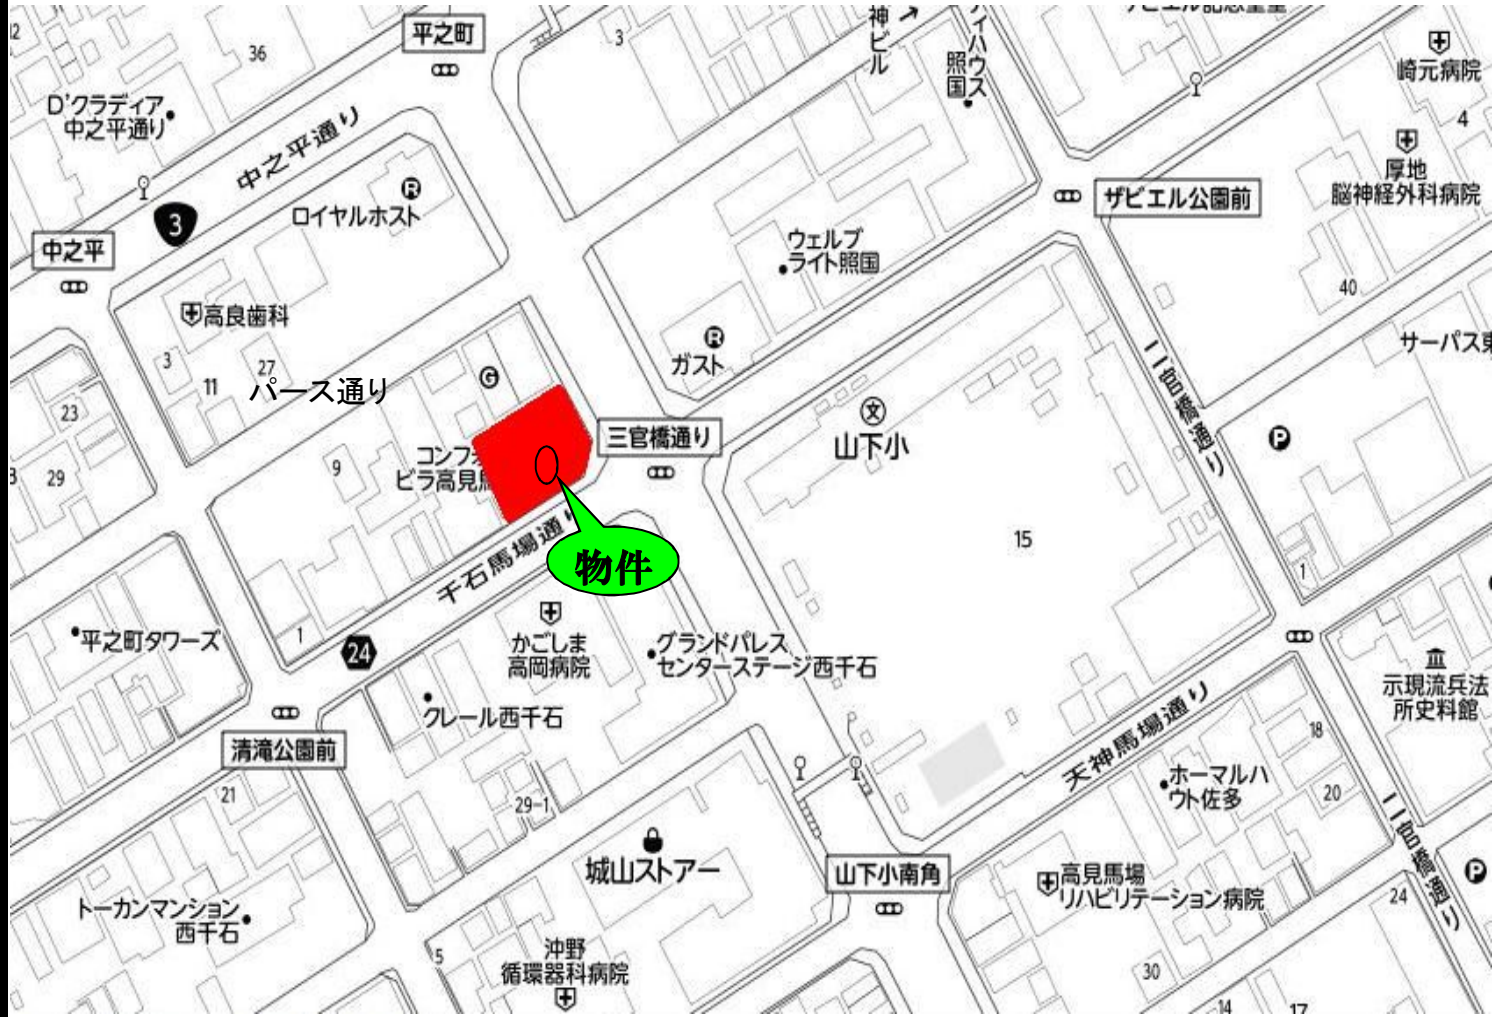 平之町
36
3
神ビル
照国
崎元病院
4
D'クラディア
中之平通り
中之平通り
厚地
脳神経外科病院
ザビエル公園前
R
ロイヤルホスト
3
中之平
ウェルブ
ライト照国
40
高良歯科
3
11
27
パース通り
G
R
ガスト
サーパス東
二官橋通り
23
29
9
コンフォ
ビラ高見馬
三官橋通り
文
山下小
P
15
物件
千石馬場通り
1
1
24
平之町タワーズ
かごしま
高岡病院
グランドパレス
センターステージ西千石
クレール西千石
清滝公園前
示現流兵法
所史料館
天神馬場通り
18
20
ホーマルハ
ウト佐多
21
29-1
城山ストアー
山下小南角
高見馬場
リハビリテーション病院
二官橋通り
P
24
トーカンマンション
西千石
5
沖野
循環器科病院
30
14
17